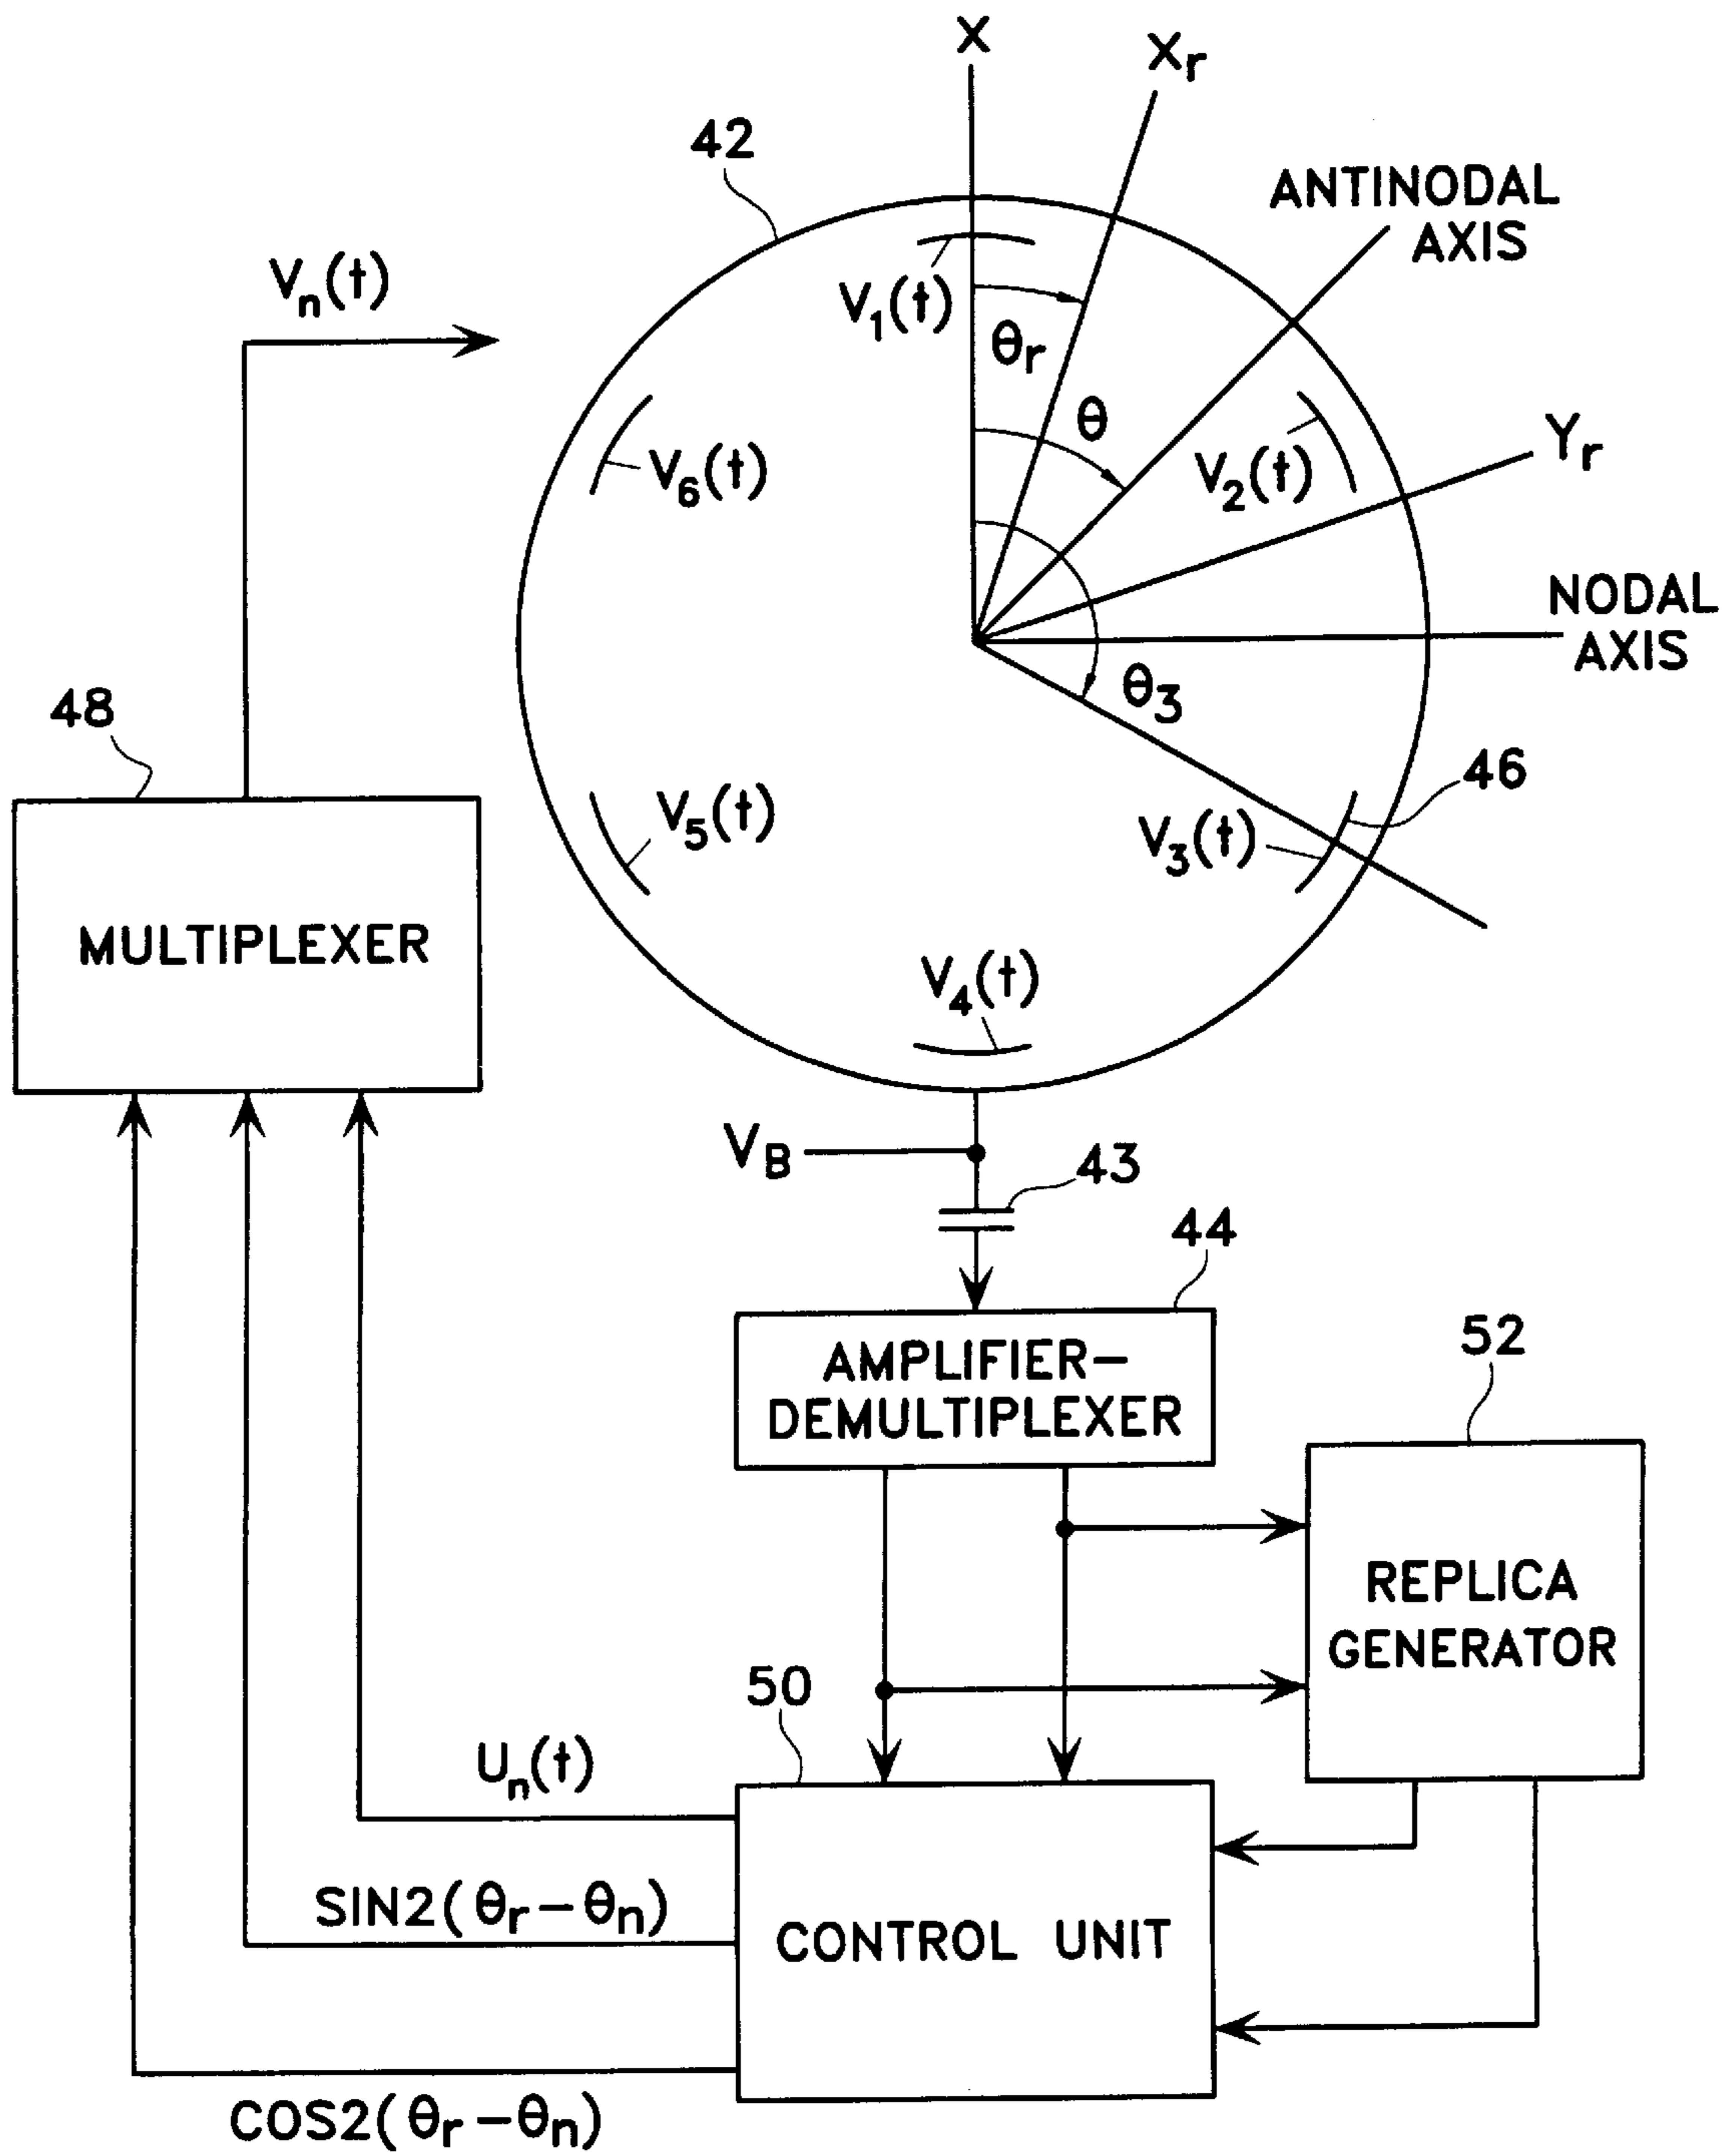 X
Xr
42
ANTINODAL
AXIS
Vn(t)
V1(t)
θr
θ
V6(t)
V2(t)
Yr
NODAL
AXIS
θ3
48
46
V5(t)
V3(t)
MULTIPLEXER
V4(t)
VB
43
44
AMPLIFIER-
DEMULTIPLEXER
52
REPLICA
GENERATOR
50
Un(t)
SIN2(θr-θn)
CONTROL UNIT
COS2(θr-θn)